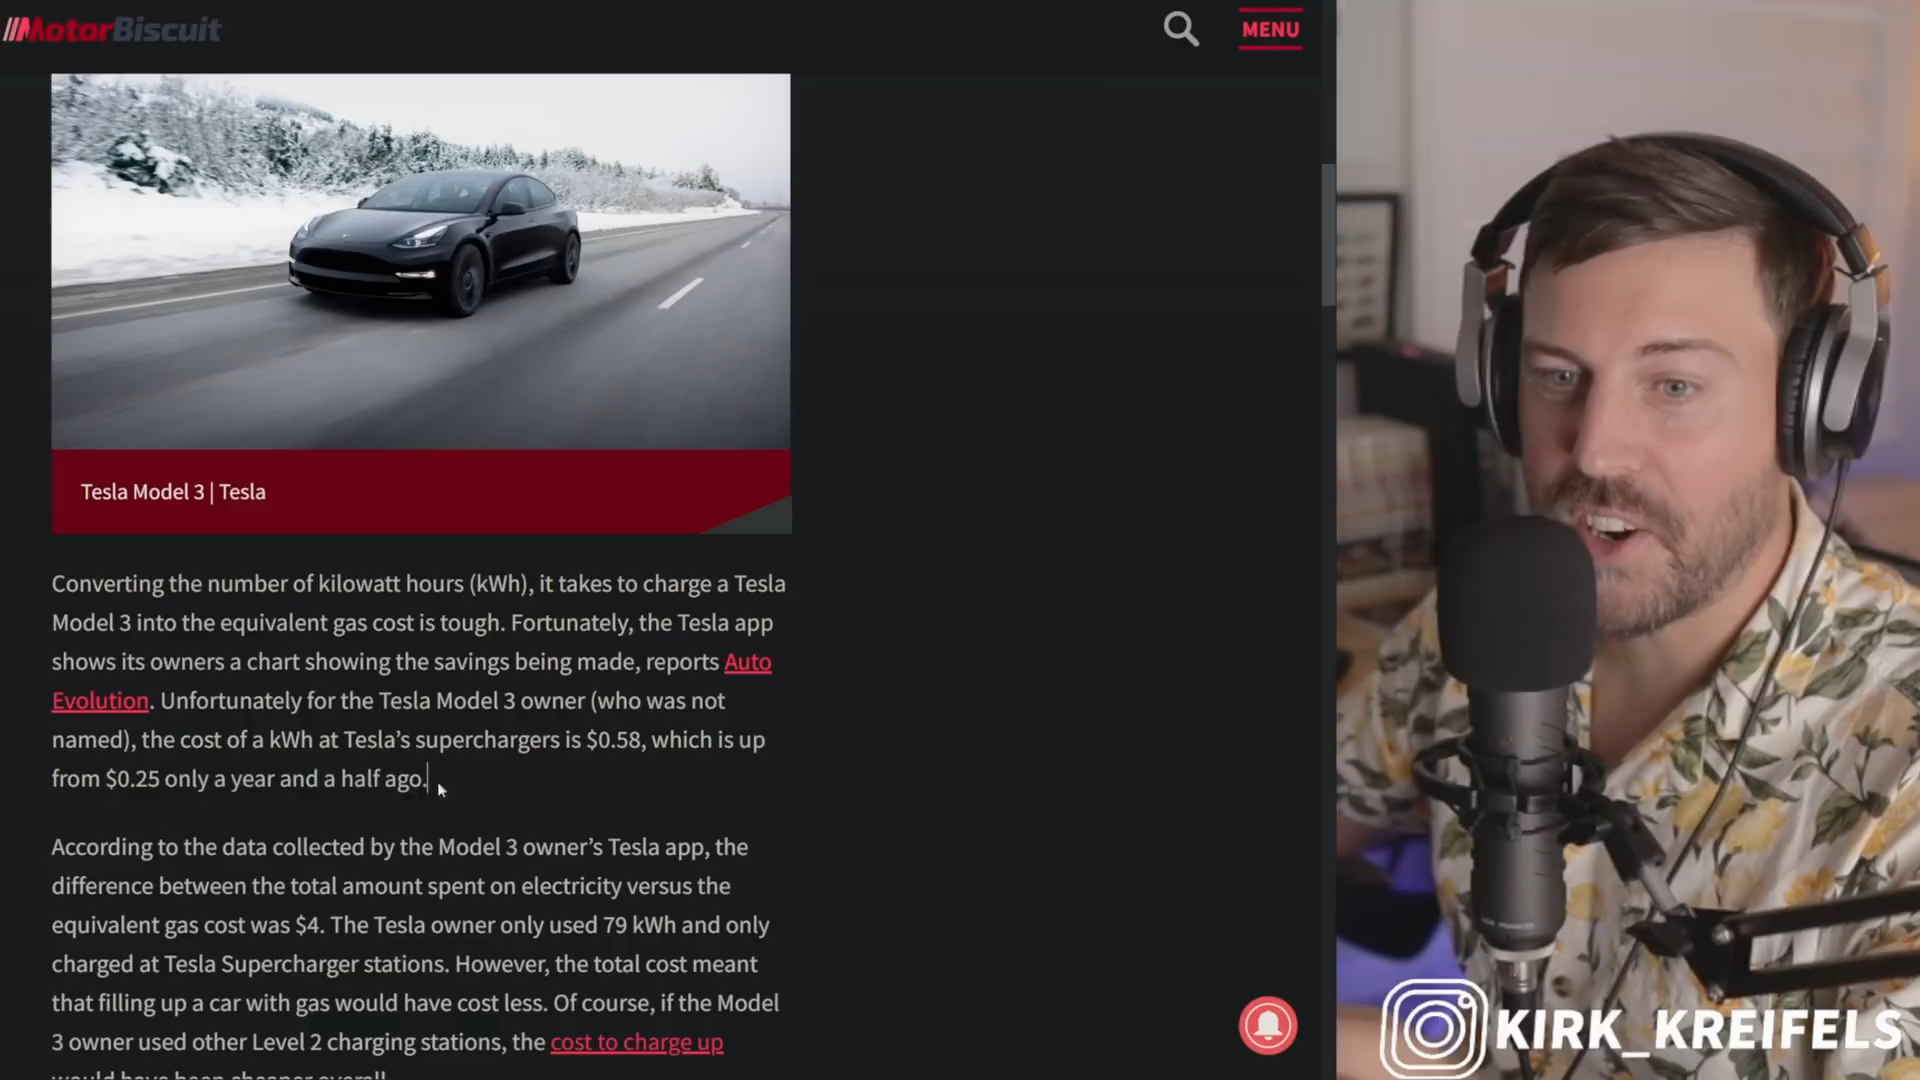 MotorBiscuit
MENU
Tesla Model 3 | Tesla
Converting the number of kilowatt hours (kWh), it takes to charge a Tesla
Model 3 into the equivalent gas cost is tough. Fortunately, the Tesla app
shows its owners a chart showing the savings being made, reports Auto
Evolution. Unfortunately for the Tesla Model 3 owner (who was not
named), the cost of a kWh at Tesla’s superchargers is $0.58, which is up
from $0.25 only a year and a half ago.
According to the data collected by the Model 3 owner’s Tesla app, the
difference between the total amount spent on electricity versus the
equivalent gas cost was $4. The Tesla owner only used 79 kWh and only
charged at Tesla Supercharger stations. However, the total cost meant
that filling up a car with gas would have cost less. Of course, if the Model
3 owner used other Level 2 charging stations, the cost to charge up
would have been cheaper overall.
KIRK_KREIFELS